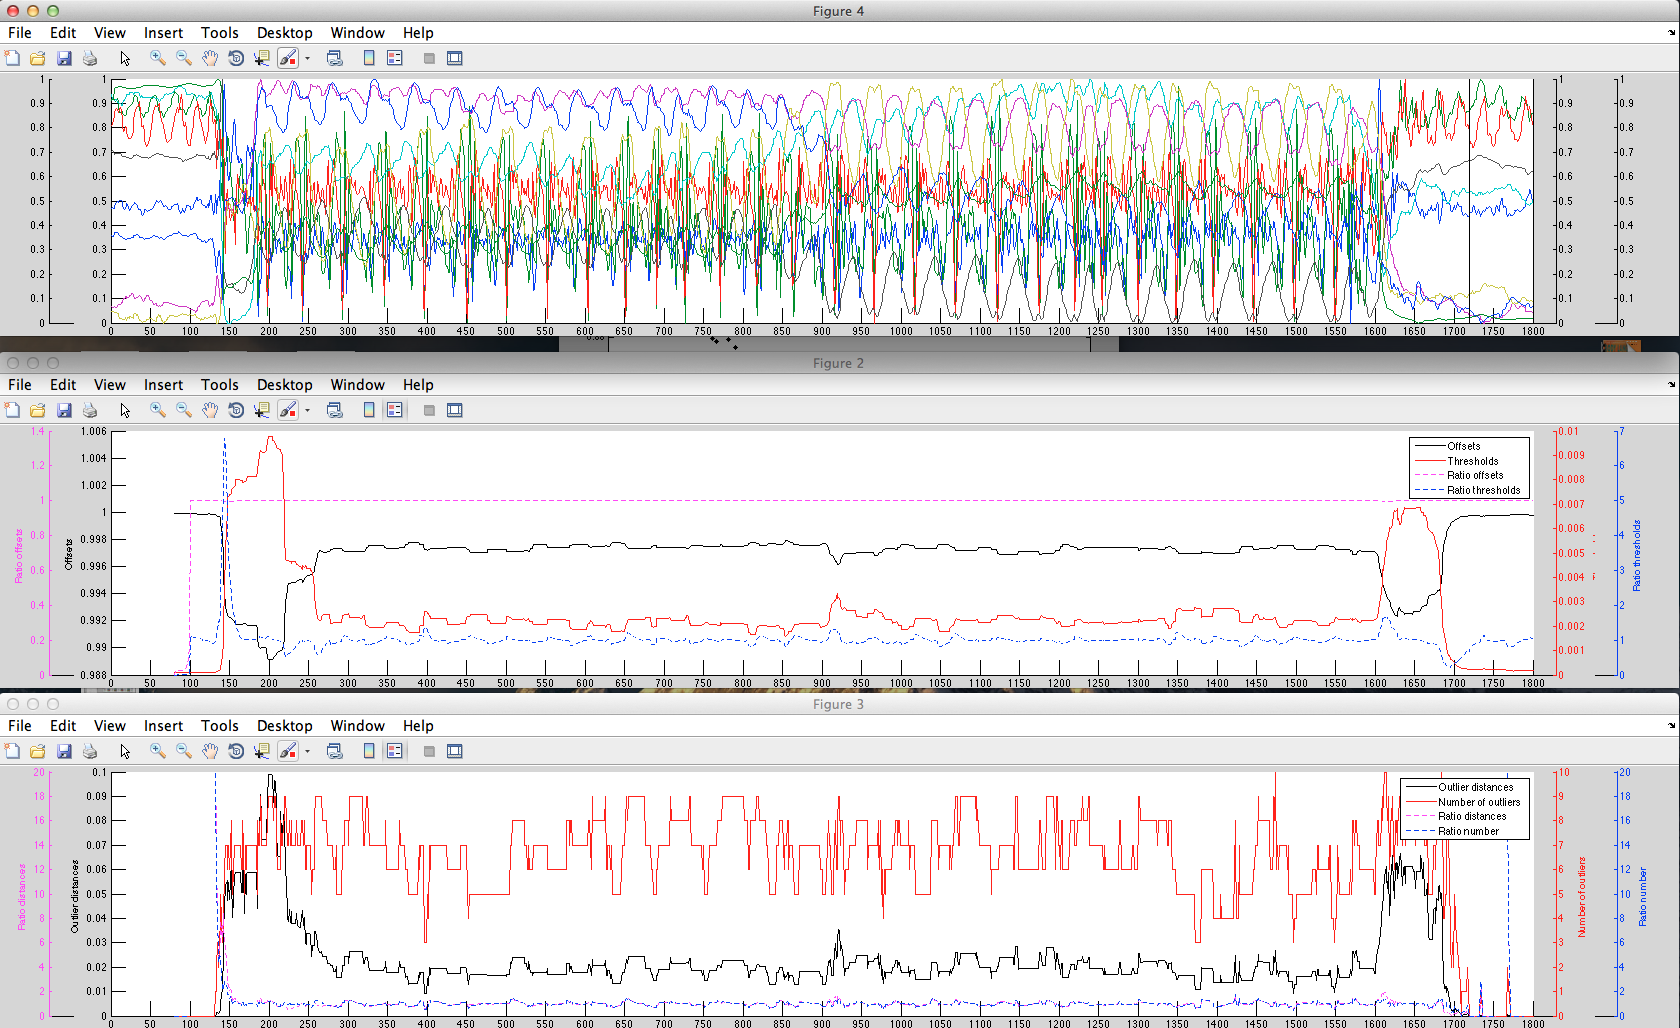 Figure 4
File Edit View Insert Tools Desktop Window Help
1 1 1 1
0.9 0.9 0.9 0.9
0.8 0.8 0.8 0.8
0.7 0.7 0.7 0.7
0.6 0.6 0.6 0.6
0.5 0.5 0.5 0.5
0.4 0.4 0.4 0.4
0.3 0.3 0.3 0.3
0.2 0.2 0.2 0.2
0.1 0.1 0.1 0.1
0 0 0 0
0 50 100 150 200 250 300 350 400 450 500 550 600 650 700 750 800 850 900 950 1000 1050 1100 1150 1200 1250 1300 1350 1400 1450 1500 1550 1600 1650 1700 1750 1800
Figure 2
File Edit View Insert Tools Desktop Window Help
1.4 1.006 0.01 7
1.004 0.009
1.2 6
1.002 0.008
1 1 0.007 5
0.998 0.006
0.8 4
0.005
0.6 0.996 3
0.994 0.004
0.4 0.003 2
0.992
0.2 0.99 0.002 1
0.001
0 0.988 0 0
Ratio offsets
Offsets
Ratio thresholds
Offsets
Thresholds
Ratio offsets
Ratio thresholds
0 50 100 150 200 250 300 350 400 450 500 550 600 650 700 750 800 850 900 950 1000 1050 1100 1150 1200 1250 1300 1350 1400 1450 1500 1550 1600 1650 1700 1750 1800
Figure 3
File Edit View Insert Tools Desktop Window Help
20 0.1 10 20
18 0.09 9 18
16 0.08 8 16
14 0.07 7 14
12 0.06 6 12
10 0.05 5 10
8 0.04 4 8
6 0.03 3 6
4 0.02 2 4
2 0.01 1 2
0 0 0 0
Ratio distances
Outlier distances
Number of outliers
Ratio number
Outlier distances
Number of outliers
Ratio distances
Ratio number
0 50 100 150 200 250 300 350 400 450 500 550 600 650 700 750 800 850 900 950 1000 1050 1100 1150 1200 1250 1300 1350 1400 1450 1500 1550 1600 1650 1700 1750 1800